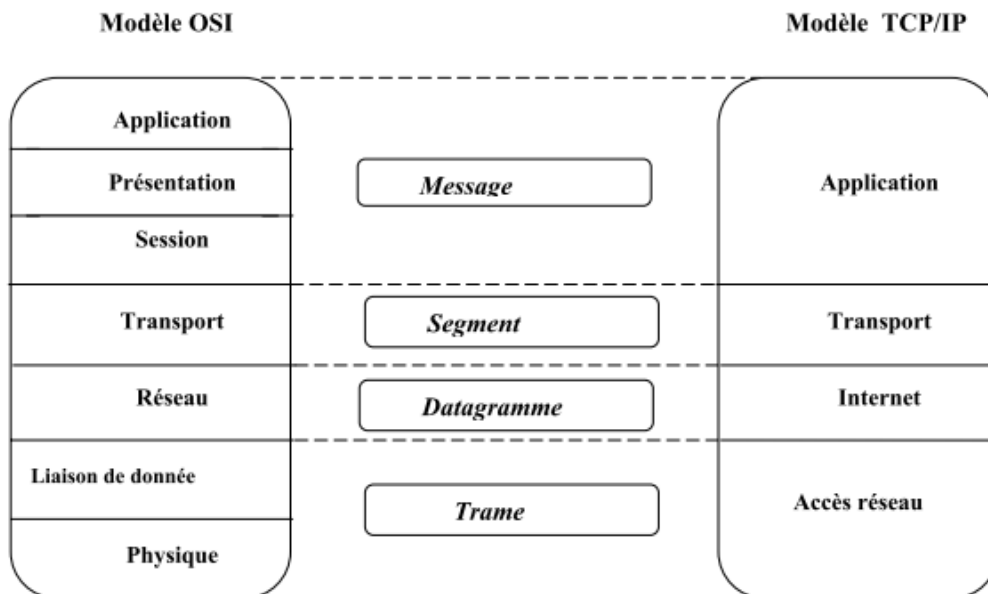 Modèle OSI
Modèle TCP/IP
Application
Présentation
Message
Application
Session
Transport
Segment
Transport
Réseau
Datagramme
Internet
Liaison de donnée
Trame
Accès réseau
Physique